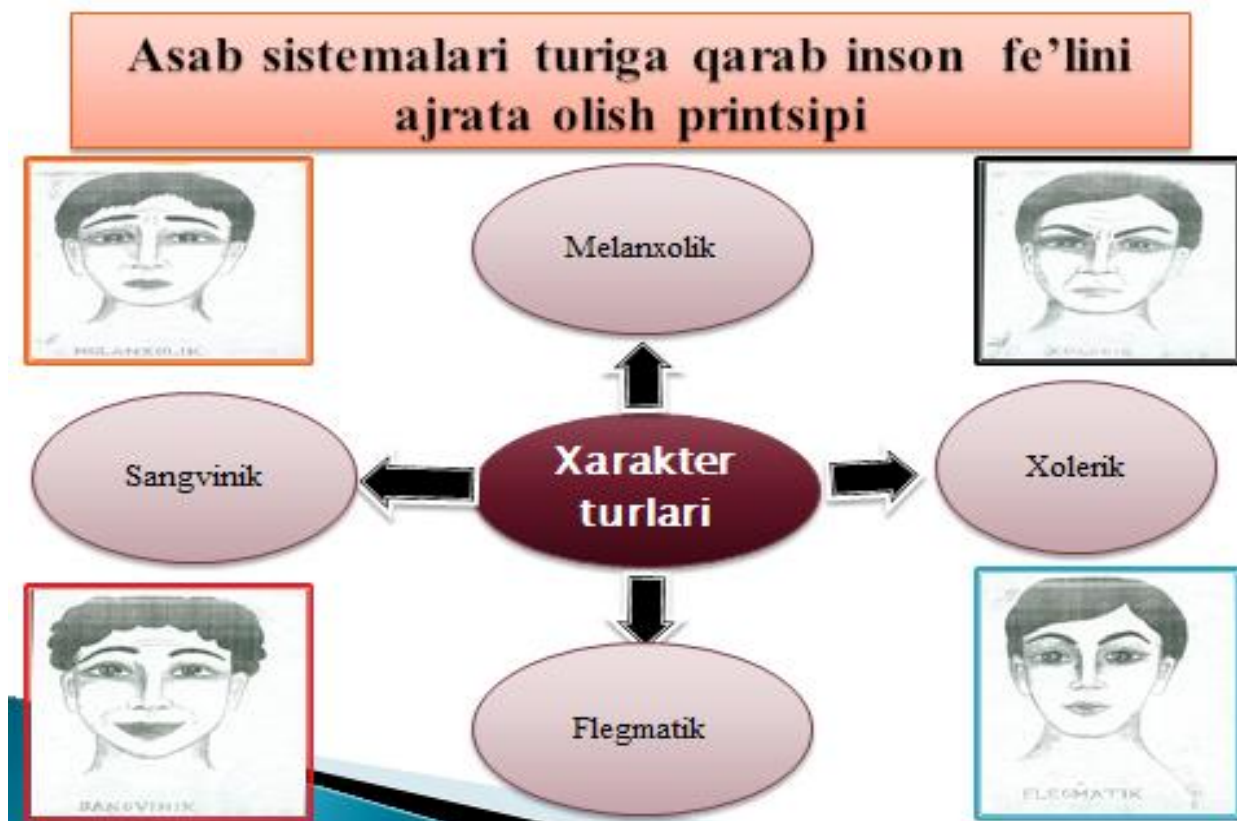 Asab sistemalari turiga qarab inson fe’lini
ajrata olish printsipi
Melanxolik
MELANXOLIK
XOLERIK
Sangvinik
Xarakter
turlari
Xolerik
Flegmatik
SANGVINIK
FLEGMATIK